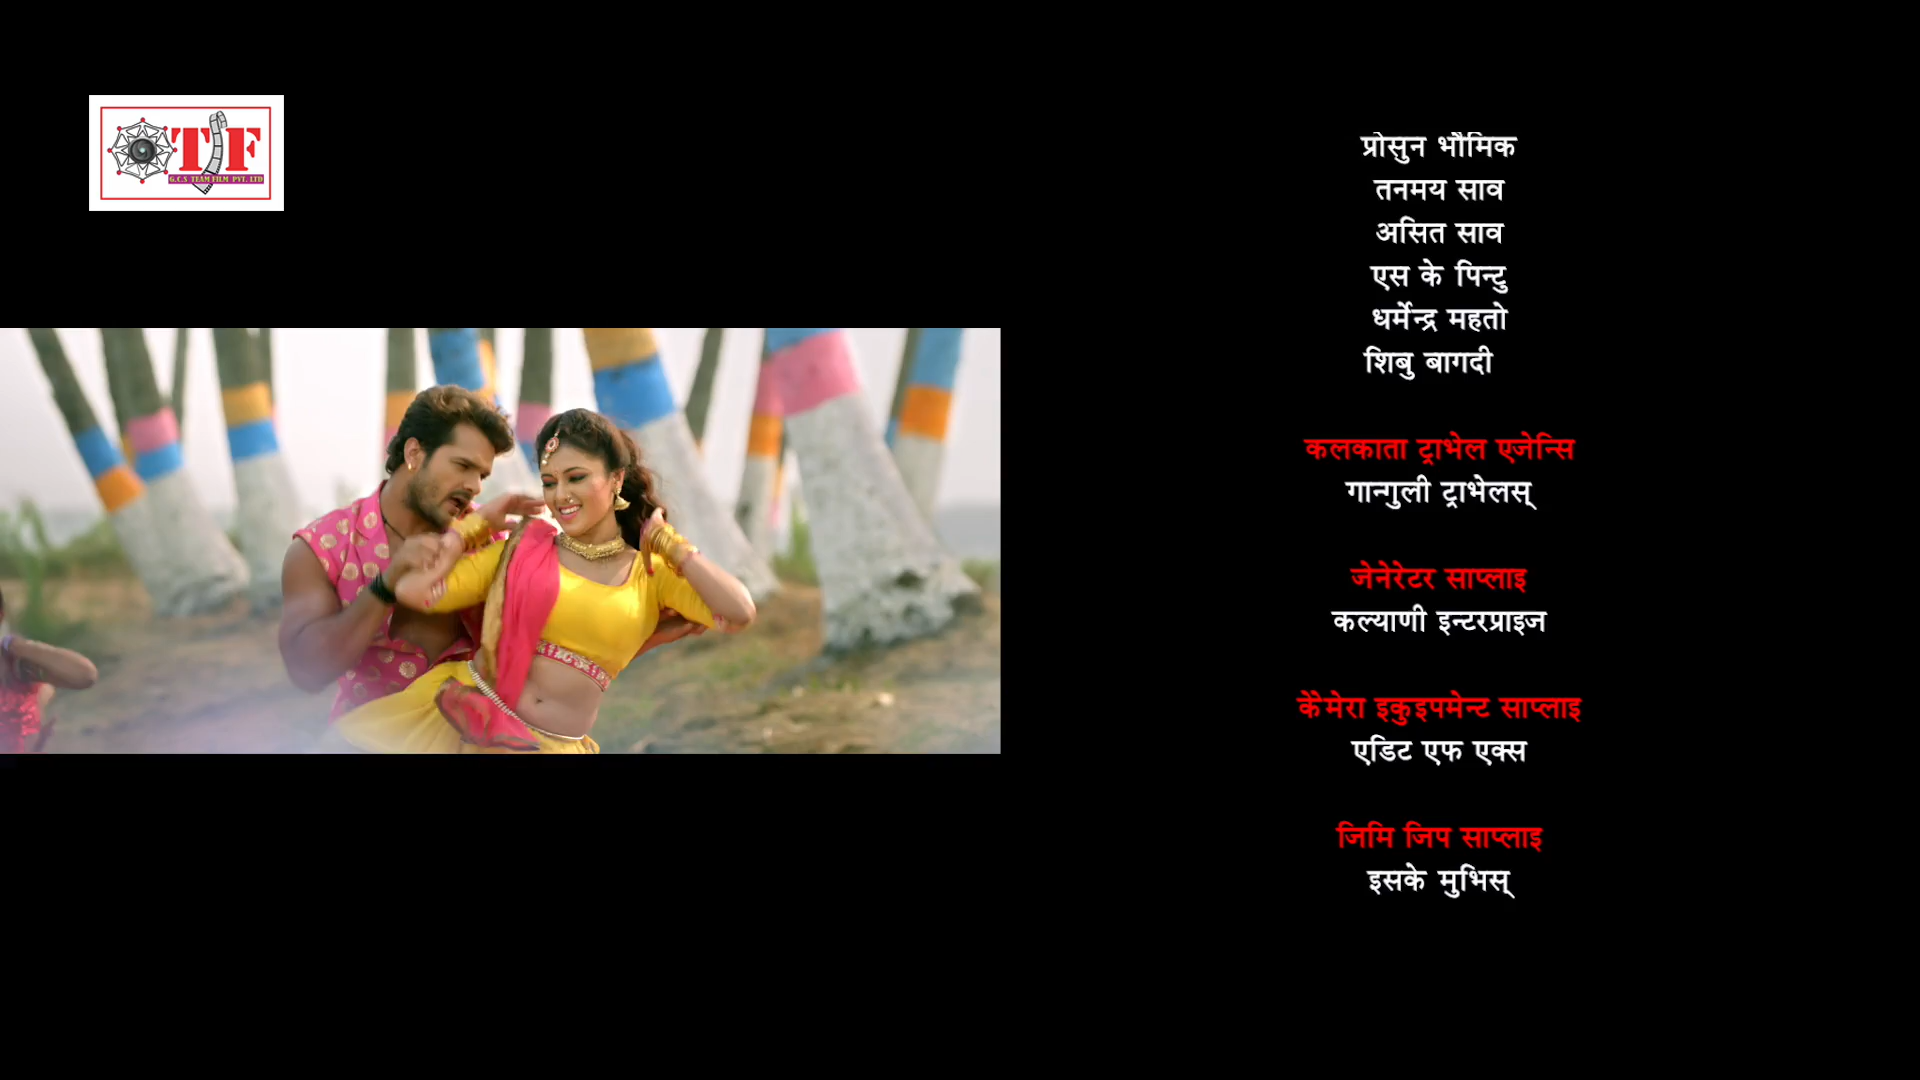 TF
G.C.S TEAM FILM PVT. LTD
प्रोसुन भौमिक
तनमय साव
असित साव
एस के पिन्टु
धर्मेन्द्र महतो
शिबु बागदी
कलकाता ट्राभेल एजेन्सि
गान्गुली ट्राभेलस्
जेनेरेटर साप्लाइ
कल्याणी इन्टरप्राइज
केैमेरा इकुइपमेन्ट साप्लाइ
एडिट एफ एक्स
जिमि जिप साप्लाइ
इसके मुभिस्